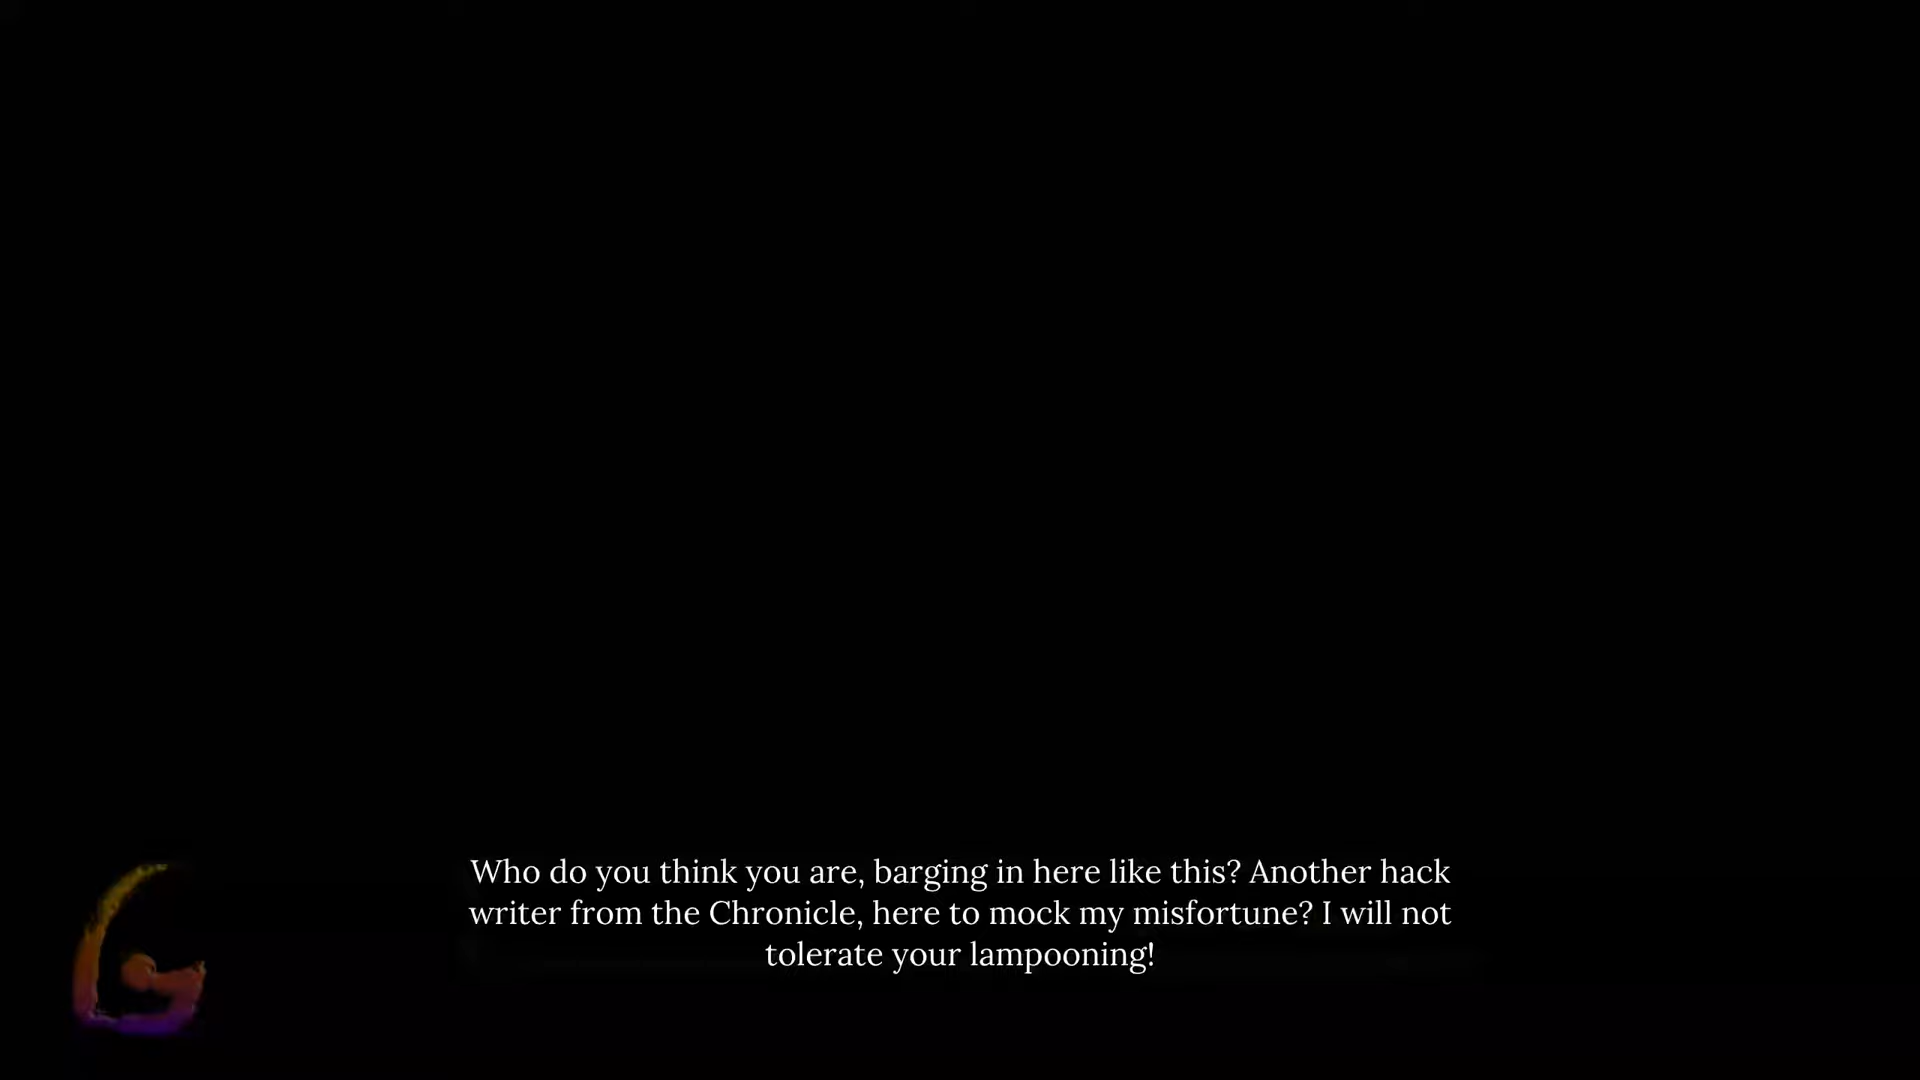 Who do you think you are, barging in here like this? Another hack
writer from the Chronicle, here to mock my misfortune? I will not
tolerate your lampooning!